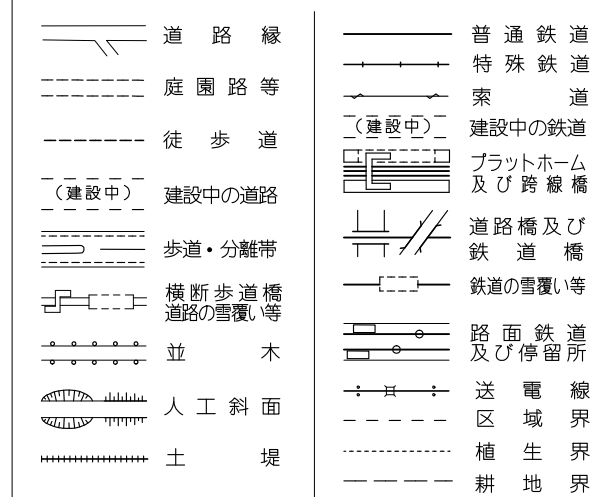 道路縁
庭園路等
徒歩道
(建設中)
建設中の道路
歩道・分離帯
横断歩道橋
道路の雪覆い等
並木
人工斜面
土堤
普通鉄道
特殊鉄道
索道
(建設中)
建設中の鉄道
プラットホーム
及び跨線橋
道路橋及び
鉄道橋
鉄道の雪覆い等
路面鉄道
及び停留所
送電線
区域界
植生界
耕地界